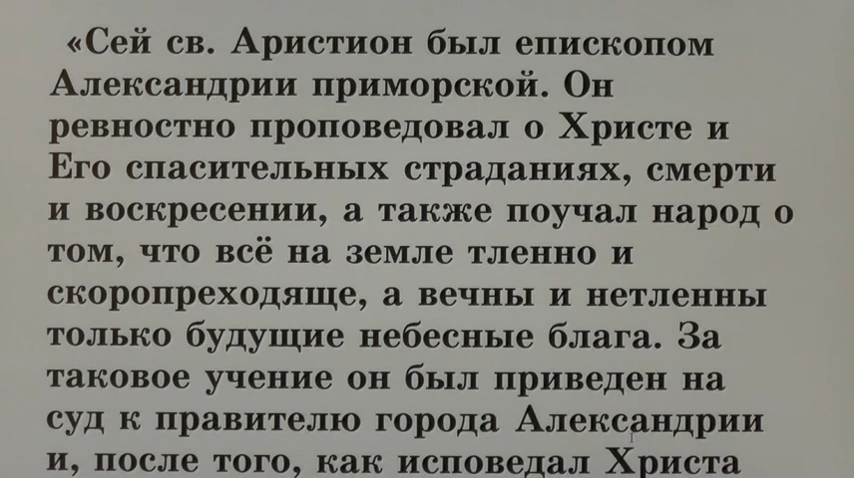 «Сей св. Аристион был епископом
Александрии приморской. Он
ревностно проповедовал о Христе и
Его спасительных страданиях, смерти
и воскресении, а также поучал народ о
том, что всё на земле тленно и
скоропреходяще, а вечны и нетленны
только будущие небесные блага. За
таковое учение он был приведен на
суд к правителю города Александрии
и, после того, как исповедал Христа